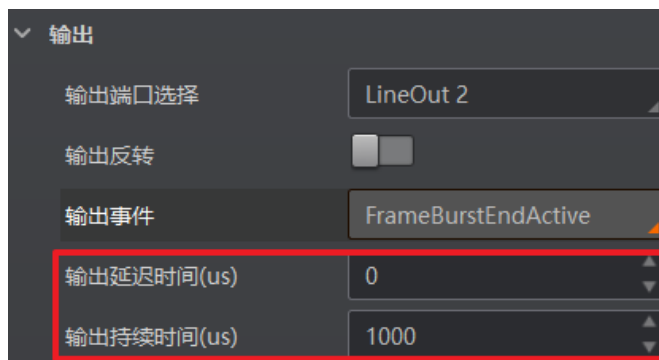 输出
输出端口选择 LineOut 2
输出反转
输出事件 FrameBurstEndActive
输出延迟时间(us) 0
输出持续时间(us) 1000